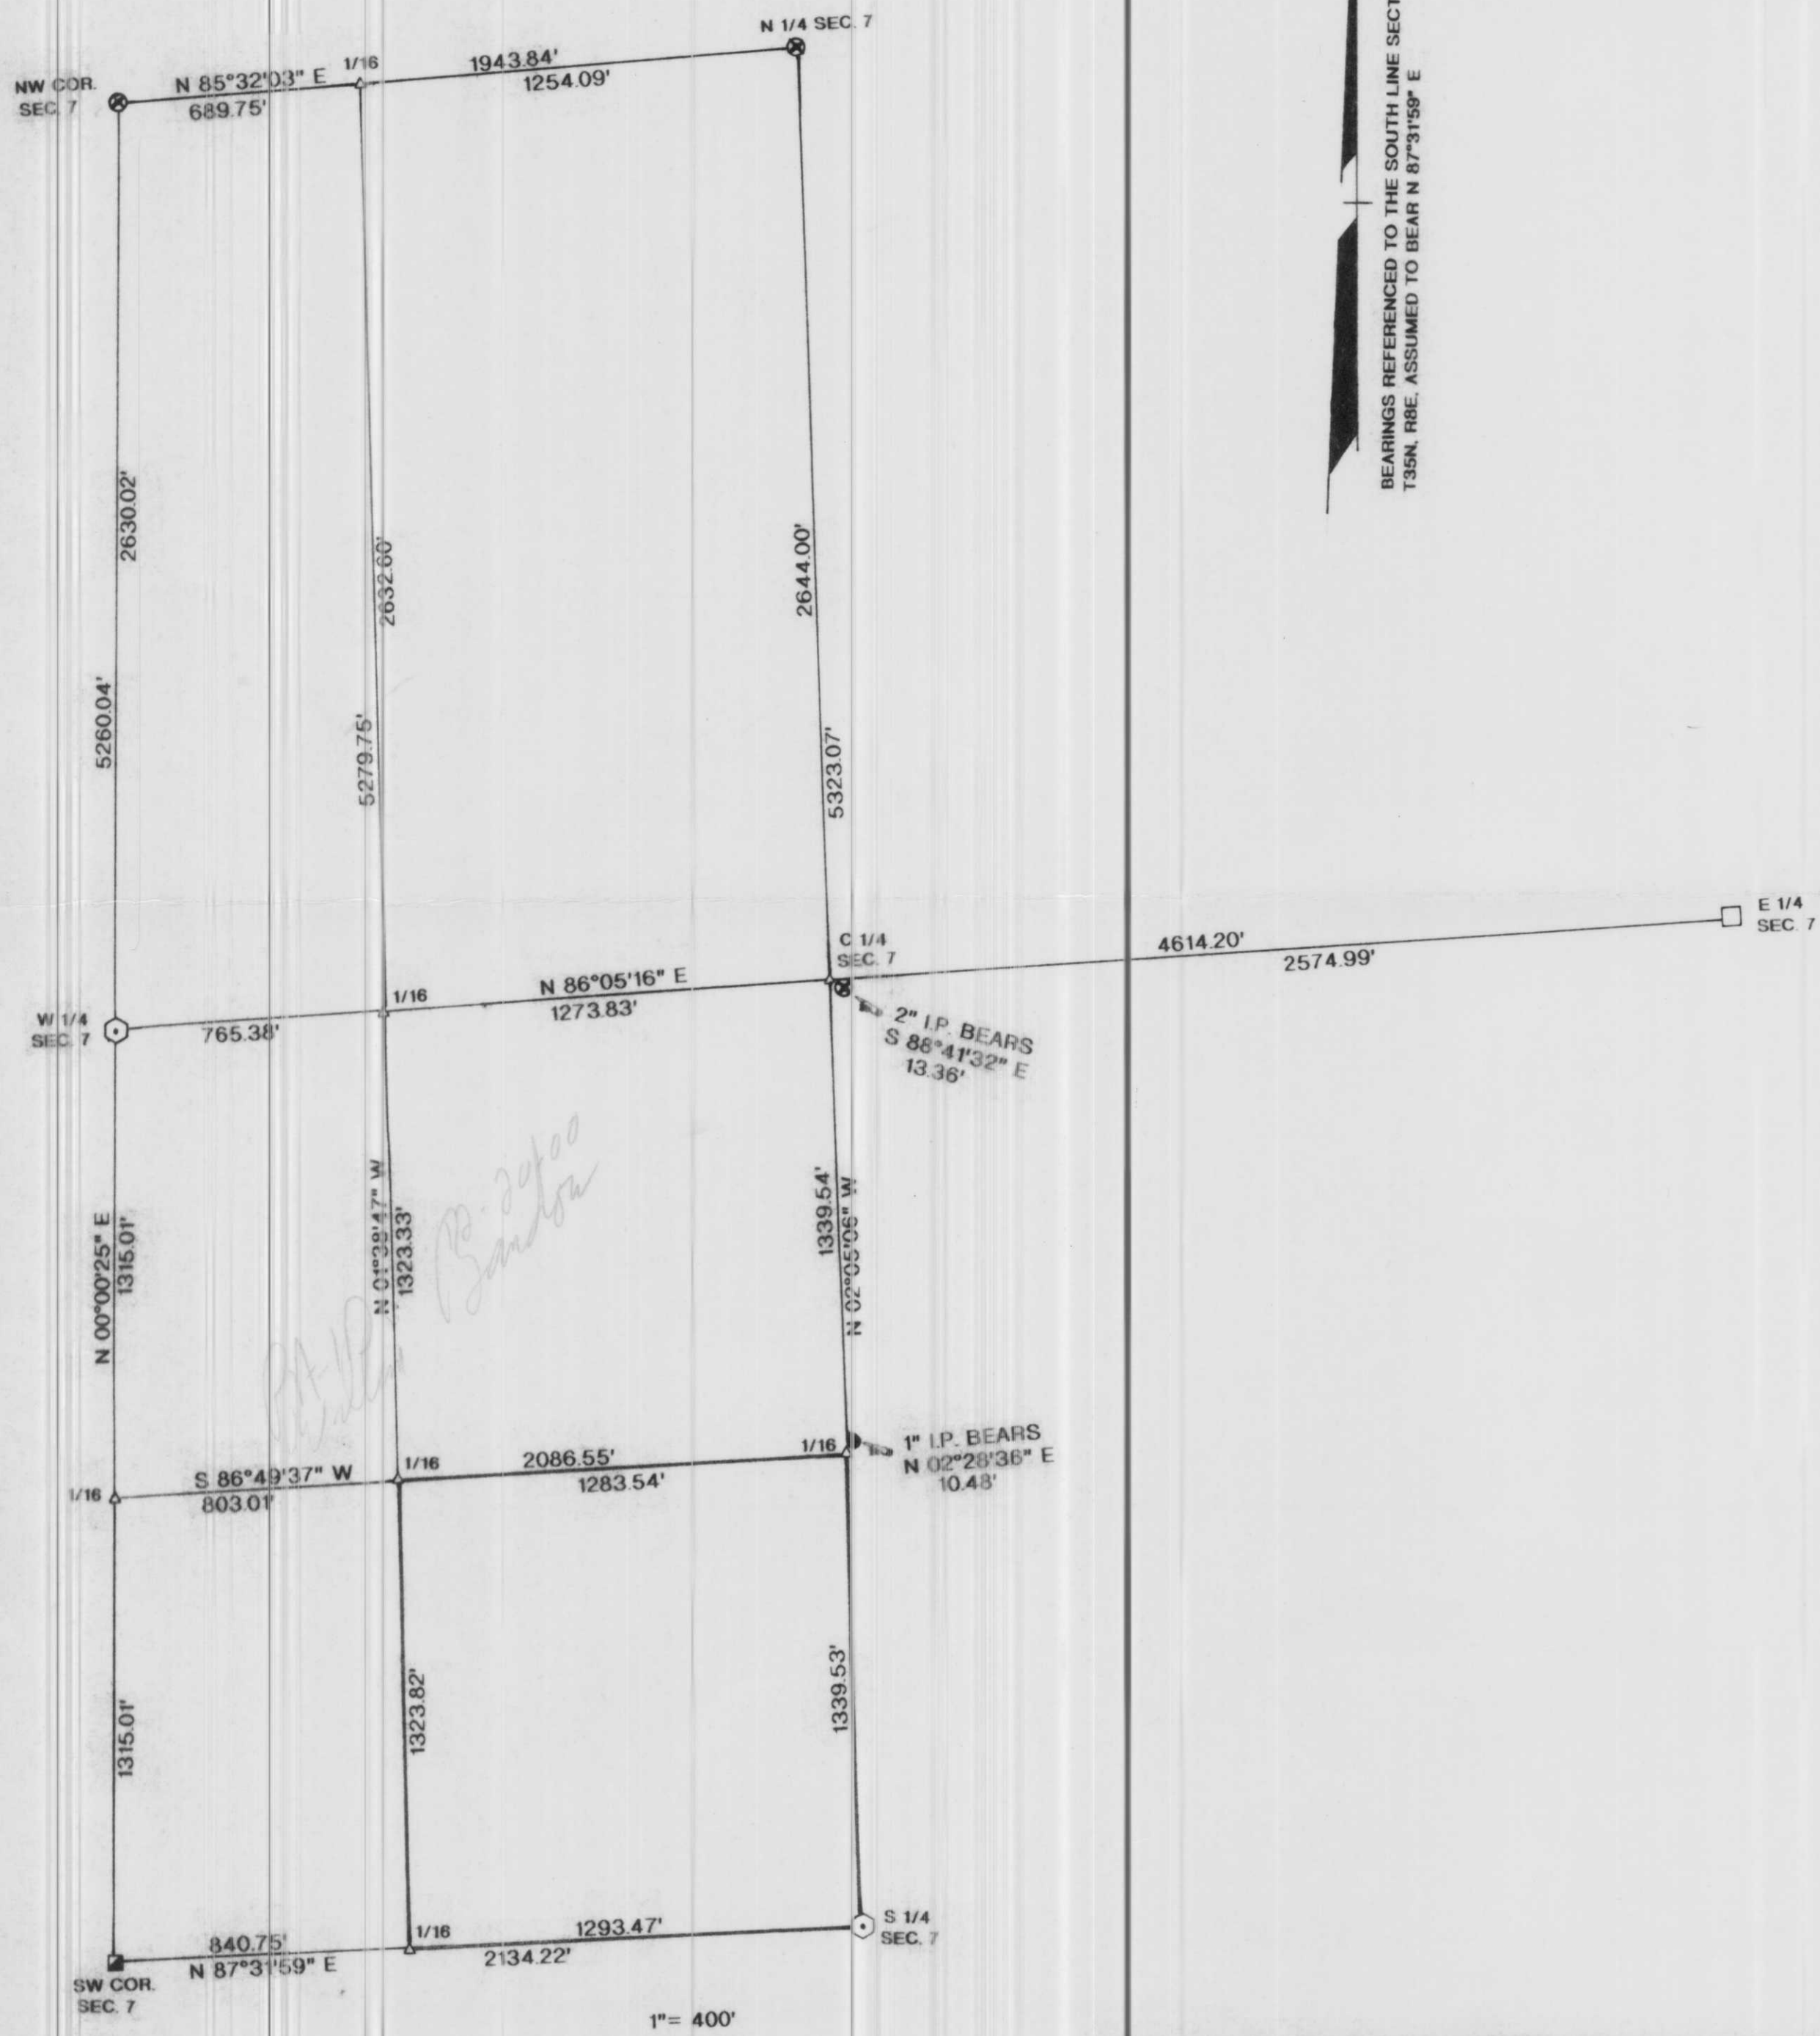 N 1/4 SEC. 7
NW COR.
SEC. 7
N 85°32'03" E
689.75'
1/16
1943.84'
1254.09'
BEARINGS REFERENCED TO THE SOUTH LINE SECT
T35N, R8E, ASSUMED TO BEAR N 87°31'59" E
2630.02'
2632.60'
2644.00'
5260.04'
5279.75'
5323.07'
E 1/4
SEC. 7
4614.20'
2574.99'
C 1/4
SEC. 7
N 86°05'16" E
1273.83'
1/16
W 1/4
SEC. 7
765.38'
2" I.P. BEARS
S 88°41'32" E
13.36'
N 00°00'25" E
1315.01'
N 01°38'47" W
1323.33'
1339.54'
N 02°05'06" W
1/16
S 86°49'37" W
803.01'
1/16
2086.55'
1283.54'
1/16
1" I.P. BEARS
N 02°28'36" E
10.48'
1315.01'
1323.82'
1339.53'
SW COR.
SEC. 7
840.75'
N 87°31'59" E
1/16
1293.47'
2134.22'
S 1/4
SEC. 7
1"= 400'